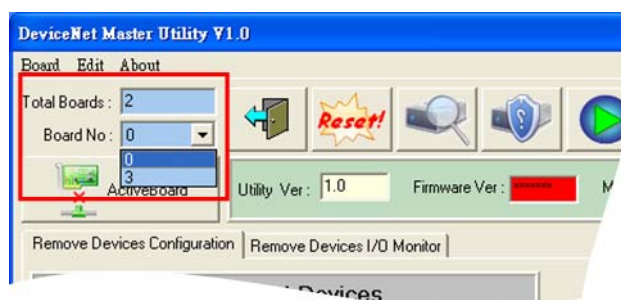 DeviceNet Master Utility V1.0
Board Edit About
Total Boards : 2
Board No : 0
0
3
Reset!
ActiveBoard
Utility Ver : 1.0 Firmware Ver : M
Remove Devices Configuration Remove Devices I/O Monitor
Devices